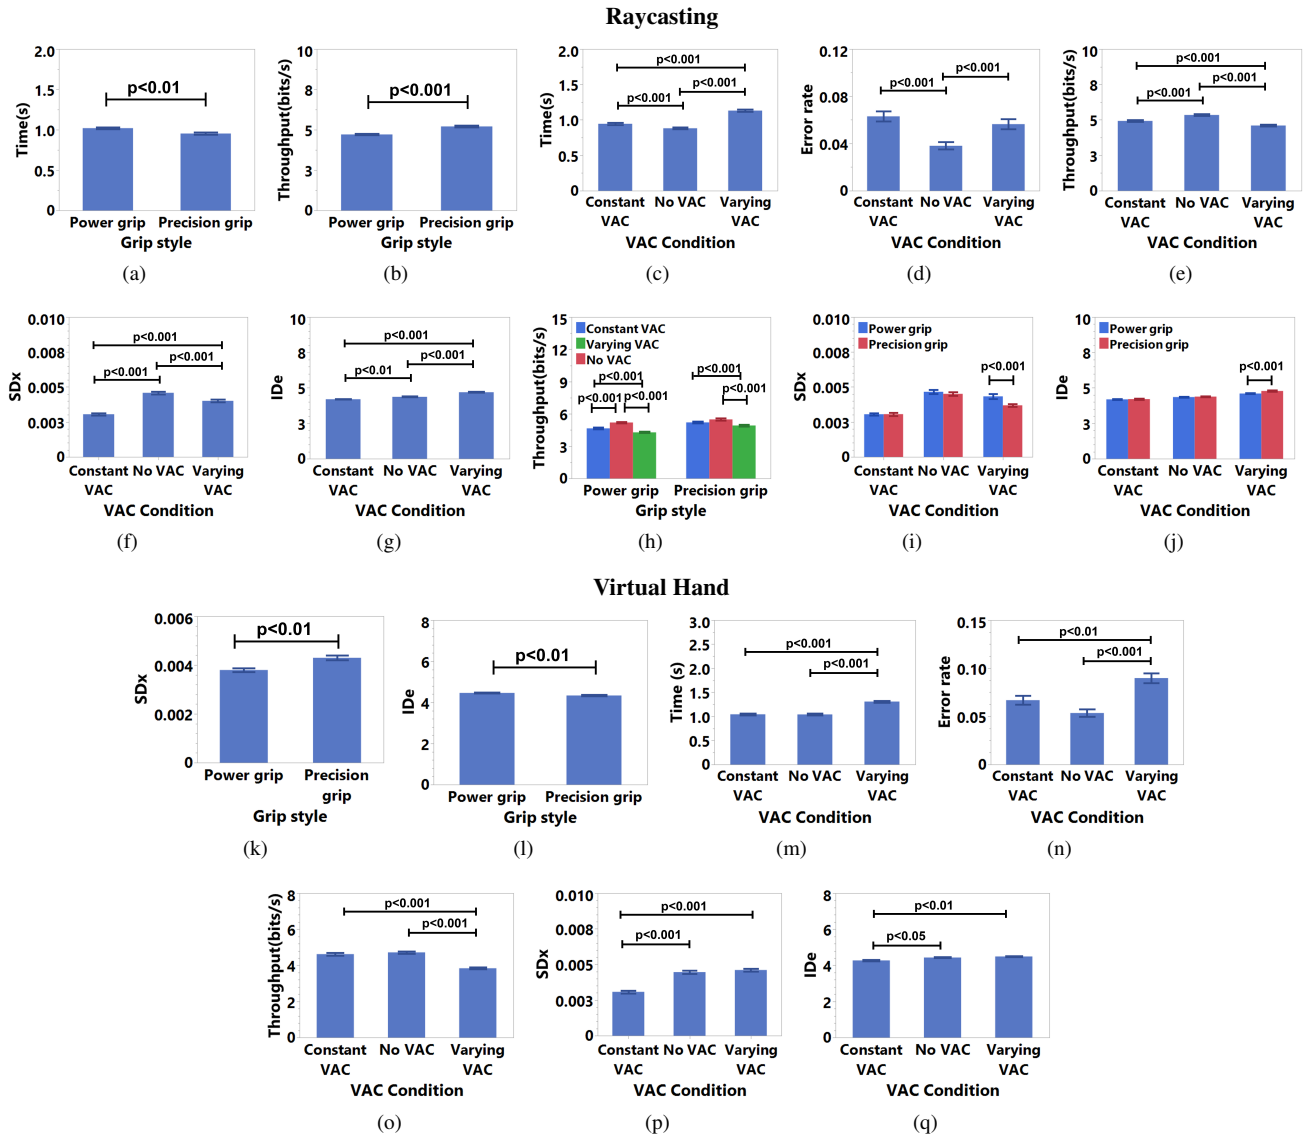 Raycasting
2.0
1.5
1.0
0.5
0
Time(s)
p<0.01
Power grip Precision grip
Grip style
(a)
10
8
5
3
0
Throughput(bits/s)
p<0.001
Power grip Precision grip
Grip style
(b)
2.0
1.5
1.0
0.5
0
Time(s)
p<0.001
p<0.001
p<0.001
Constant VAC No VAC Varying VAC
VAC Condition
(c)
0.12
0.08
0.04
0
Error rate
p<0.001
p<0.001
Constant VAC No VAC Varying VAC
VAC Condition
(d)
10
8
5
3
0
Throughput(bits/s)
p<0.001
p<0.001
p<0.001
Constant VAC No VAC Varying VAC
VAC Condition
(e)
0.010
0.008
0.005
0.003
0
SDx
p<0.001
p<0.001
p<0.001
Constant VAC No VAC Varying VAC
VAC Condition
(f)
10
8
5
3
0
IDe
p<0.001
p<0.001
p<0.01
Constant VAC No VAC Varying VAC
VAC Condition
(g)
15
12
9
6
3
0
Throughput(bits/s)
Constant VAC
Varying VAC
No VAC
p<0.001
p<0.001
p<0.001
p<0.001
p<0.001
Power grip Precision grip
Grip style
(h)
0.010
0.008
0.005
0.003
0
SDx
Power grip
Precision grip
p<0.001
Constant VAC No VAC Varying VAC
VAC Condition
(i)
10
8
5
3
0
IDe
Power grip
Precision grip
p<0.001
Constant VAC No VAC Varying VAC
VAC Condition
(j)
Virtual Hand
0.006
0.004
0.002
0
SDx
p<0.01
Power grip Precision grip
Grip style
(k)
8
6
4
2
0
IDe
p<0.01
Power grip Precision grip
Grip style
(l)
3.0
2.5
2.0
1.5
1.0
0.5
0
Time (s)
p<0.001
p<0.001
Constant VAC No VAC Varying VAC
VAC Condition
(m)
0.15
0.10
0.05
0
Error rate
p<0.01
p<0.001
Constant VAC No VAC Varying VAC
VAC Condition
(n)
8
6
4
2
0
Throughput(bits/s)
p<0.001
p<0.001
Constant VAC No VAC Varying VAC
VAC Condition
(o)
0.010
0.008
0.005
0.003
0
SDx
p<0.001
p<0.001
Constant VAC No VAC Varying VAC
VAC Condition
(p)
8
6
4
2
0
IDe
p<0.01
p<0.05
Constant VAC No VAC Varying VAC
VAC Condition
(q)